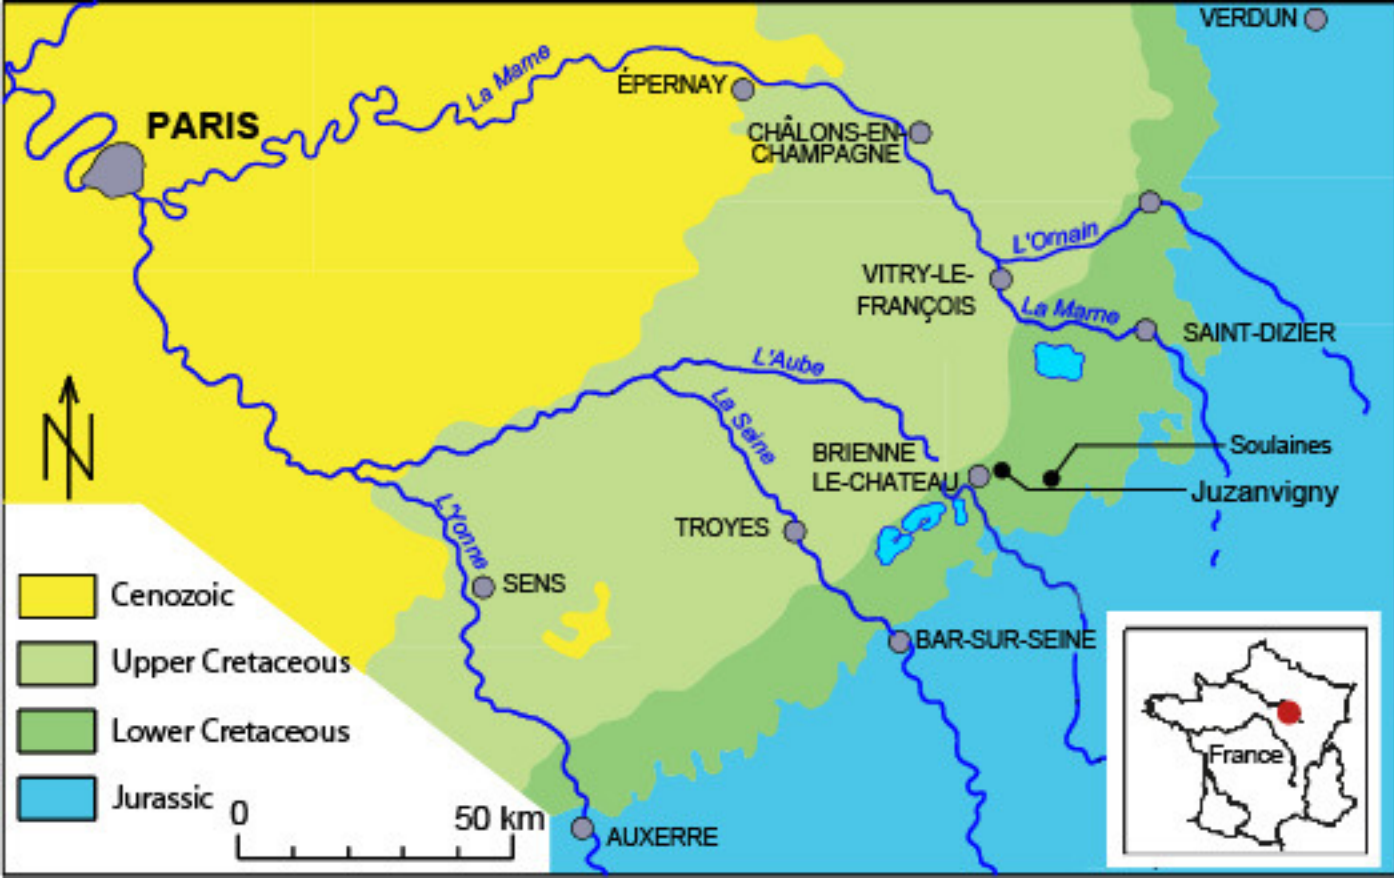 VERDUN
La Marne
ÉPERNAY
PARIS
CHÂLONS-EN-
CHAMPAGNE
L'Ornain
VITRY-LE-
FRANÇOIS
La Marne
SAINT-DIZIER
L'Aube
La Seine
BRIENNE
LE-CHATEAU
Soulaines
Juzanvigny
N
L'Yonne
TROYES
SENS
Cenozoic
BAR-SUR-SEINE
Upper Cretaceous
Lower Cretaceous
France
Jurassic
0
50 km
AUXERRE